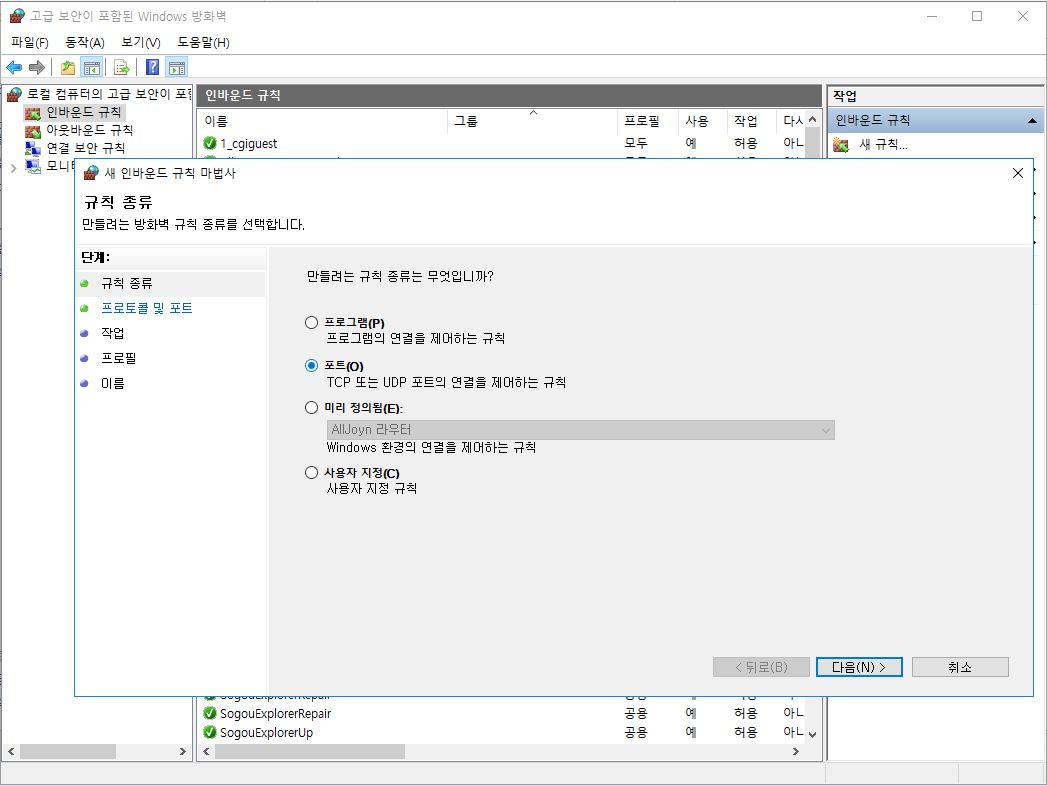 고급 보안이 포함된 Windows 방화벽
파일(F) 동작(A) 보기(V) 도움말(H)
로컬 컴퓨터의 고급 보안이 포함
인바운드 규칙
아웃바운드 규칙
연결 보안 규칙
모니터
인바운드 규칙
이름 그룹 프로필 사용 작업 다시
1_cgiguest 모두 예 허용 아니
작업
인바운드 규칙
새 규칙...
새 인바운드 규칙 마법사
규칙 종류
만들려는 방화벽 규칙 종류를 선택합니다.
단계:
규칙 종류
프로토콜 및 포트
작업
프로필
이름
만들려는 규칙 종류는 무엇입니까?
프로그램(P)
프로그램의 연결을 제어하는 규칙
포트(O)
TCP 또는 UDP 포트의 연결을 제어하는 규칙
미리 정의됨(E):
AllJoyn 라우터
Windows 환경의 연결을 제어하는 규칙
사용자 지정(C)
사용자 지정 규칙
< 뒤로(B) 다음(N) > 취소
SogouExplorerRepair 공용 예 허용 아니
SogouExplorerUp 공용 예 허용 아니